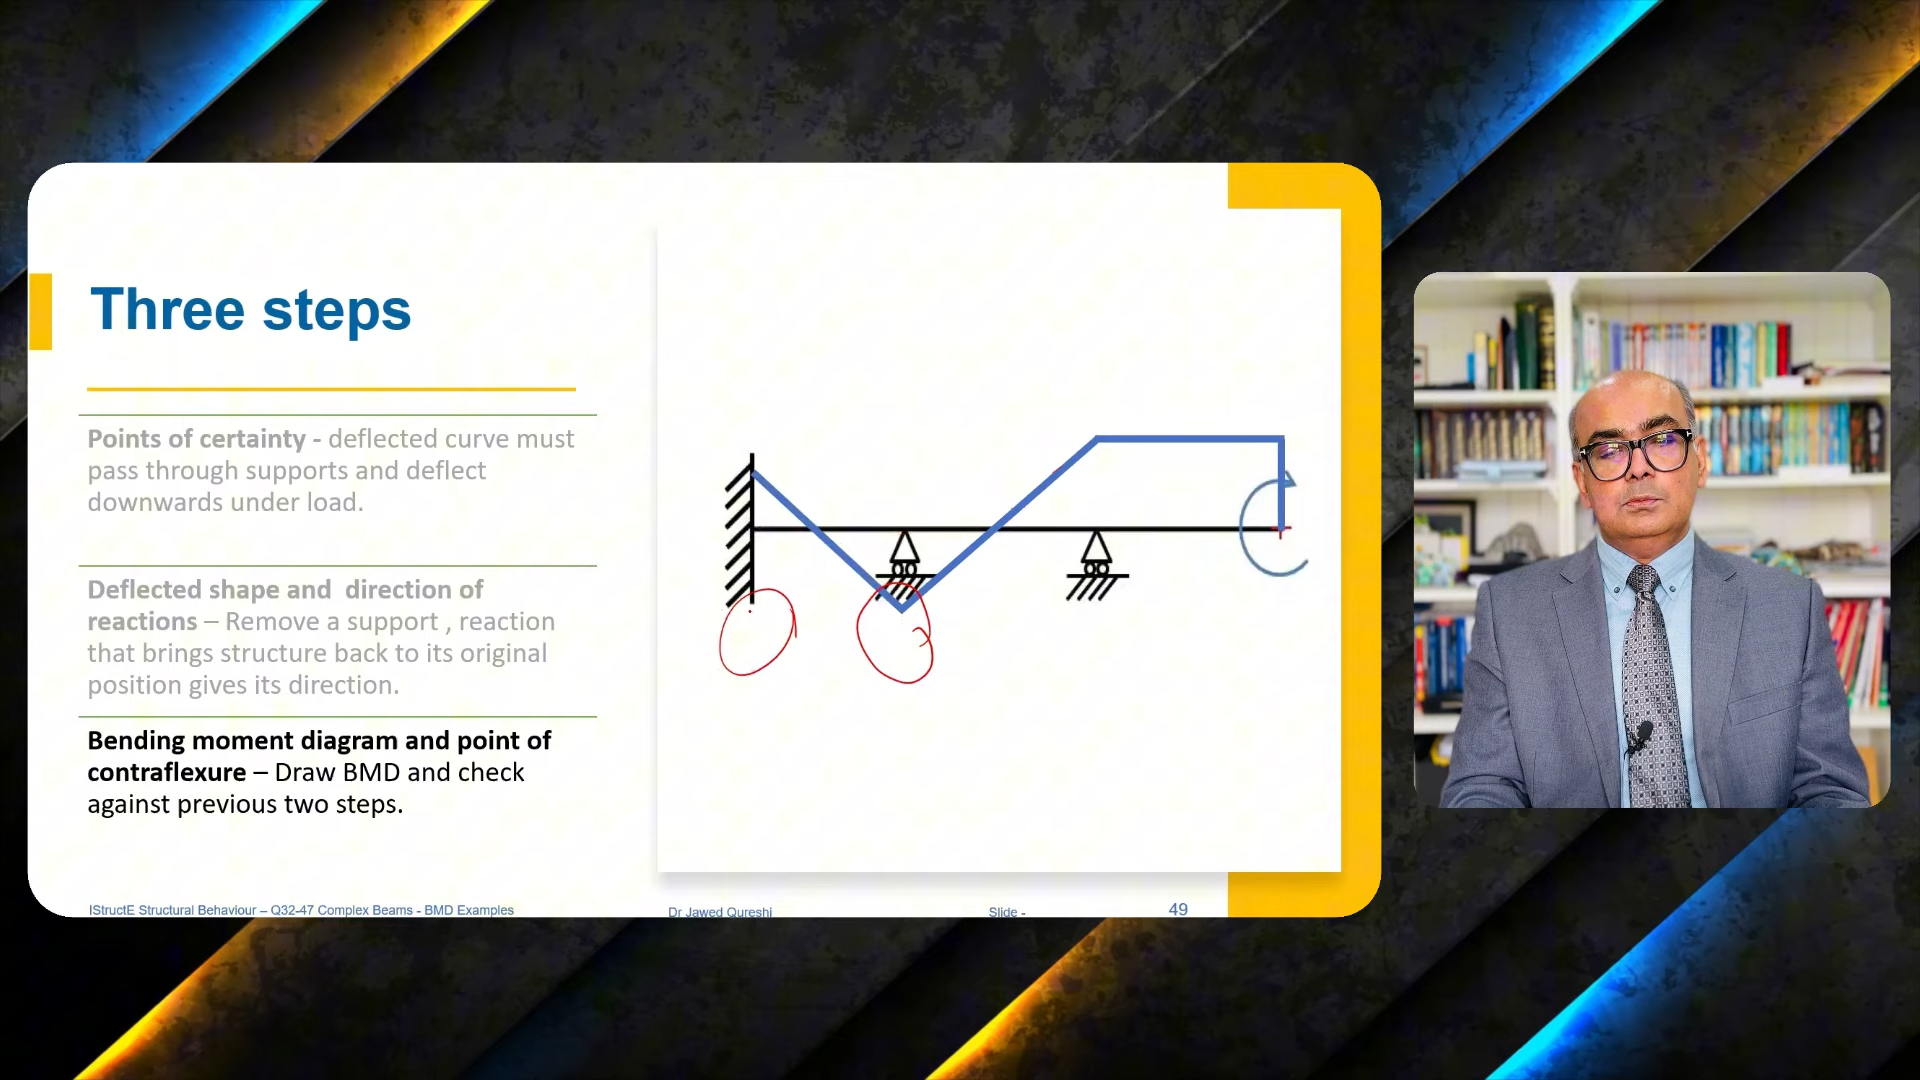 Three steps
Points of certainty - deflected curve must
pass through supports and deflect
downwards under load.
Deflected shape and direction of
reactions – Remove a support , reaction
that brings structure back to its original
position gives its direction.
Bending moment diagram and point of
contraflexure – Draw BMD and check
against previous two steps.
IStructE Structural Behaviour – Q32-47 Complex Beams - BMD Examples
Dr Jawed Qureshi
Slide -
49